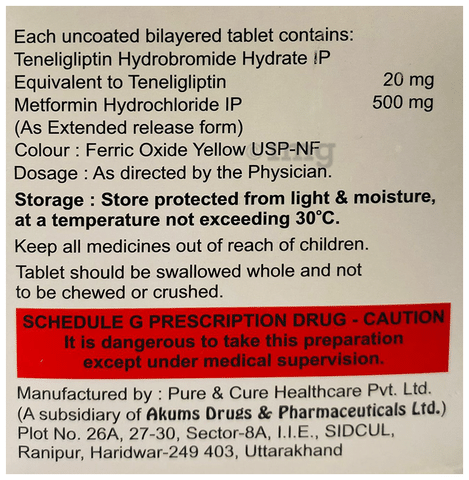 Each uncoated bilayered tablet contains:
Teneligliptin Hydrobromide Hydrate IP
Equivalent to Teneligliptin 20 mg
Metformin Hydrochloride IP 500 mg
(As Extended release form)
Colour : Ferric Oxide Yellow USP-NF
Dosage : As directed by the Physician.
Storage : Store protected from light & moisture,
at a temperature not exceeding 30°C.
Keep all medicines out of reach of children.
Tablet should be swallowed whole and not
to be chewed or crushed.
SCHEDULE G PRESCRIPTION DRUG - CAUTION
It is dangerous to take this preparation
except under medical supervision.
Manufactured by : Pure & Cure Healthcare Pvt. Ltd.
(A subsidiary of Akums Drugs & Pharmaceuticals Ltd.)
Plot No. 26A, 27-30, Sector-8A, I.I.E., SIDCUL,
Ranipur, Haridwar-249 403, Uttarakhand